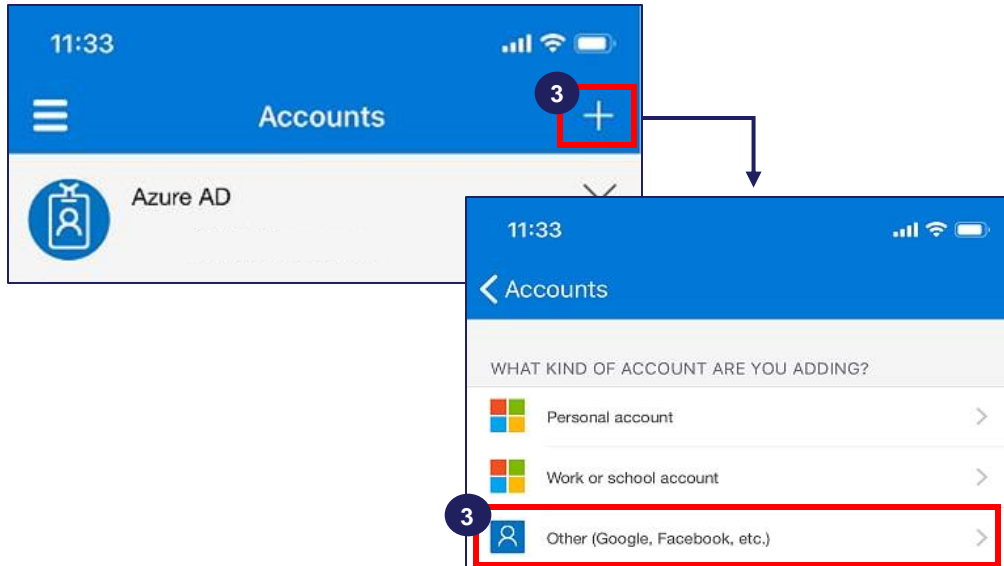 11:33
Accounts
3
Azure AD
11:33
Accounts
WHAT KIND OF ACCOUNT ARE YOU ADDING?
Personal account
Work or school account
3
Other (Google, Facebook, etc.)